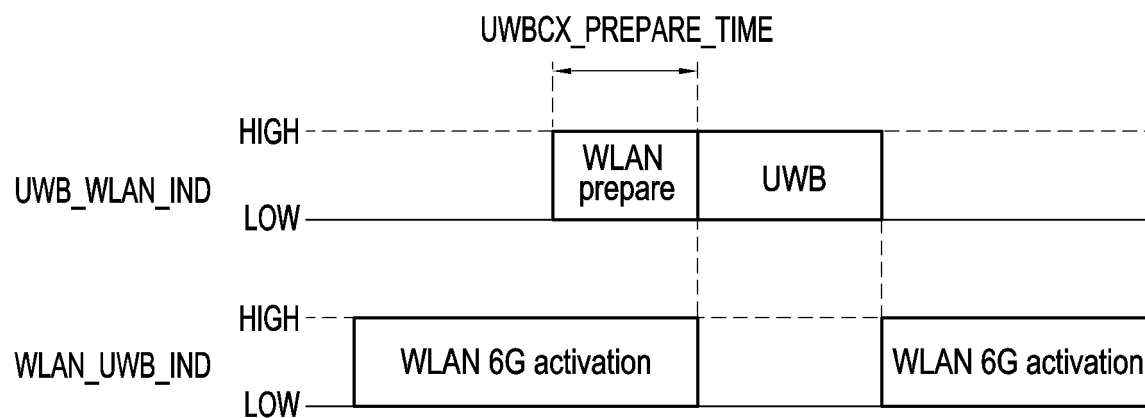 UWBCX_PREPARE_TIME
HIGH
WLAN
prepare
UWB
UWB_WLAN_IND
LOW
HIGH
WLAN 6G activation
WLAN 6G activation
WLAN_UWB_IND
LOW